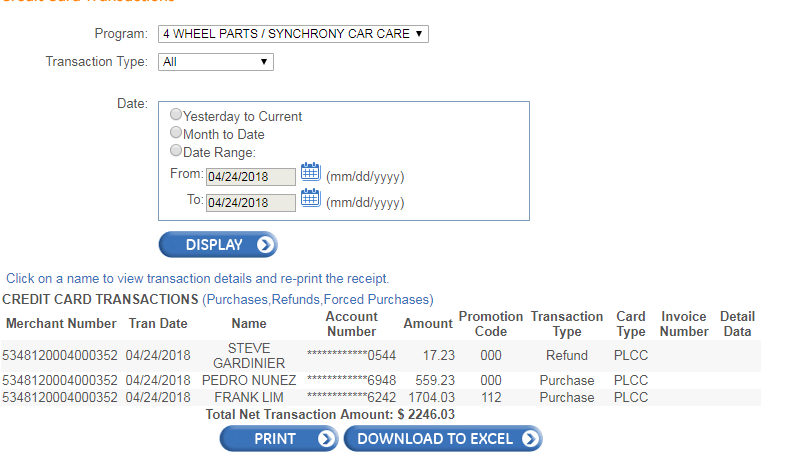 Credit Card Transactions
Program: 4 WHEEL PARTS / SYNCHRONY CAR CARE
Transaction Type: All
Date:
Yesterday to Current
Month to Date
Date Range:
From: 04/24/2018 (mm/dd/yyyy)
To: 04/24/2018 (mm/dd/yyyy)
DISPLAY
Click on a name to view transaction details and re-print the receipt.
CREDIT CARD TRANSACTIONS (Purchases,Refunds,Forced Purchases)
Merchant Number Tran Date Name Account Number Amount Promotion Code Transaction Type Card Type Invoice Number Detail Data
5348120004000352 04/24/2018 STEVE GARDINIER ************0544 17.23 000 Refund PLCC
5348120004000352 04/24/2018 PEDRO NUNEZ ************6948 559.23 000 Purchase PLCC
5348120004000352 04/24/2018 FRANK LIM ************6242 1704.03 112 Purchase PLCC
Total Net Transaction Amount: $ 2246.03
PRINT DOWNLOAD TO EXCEL